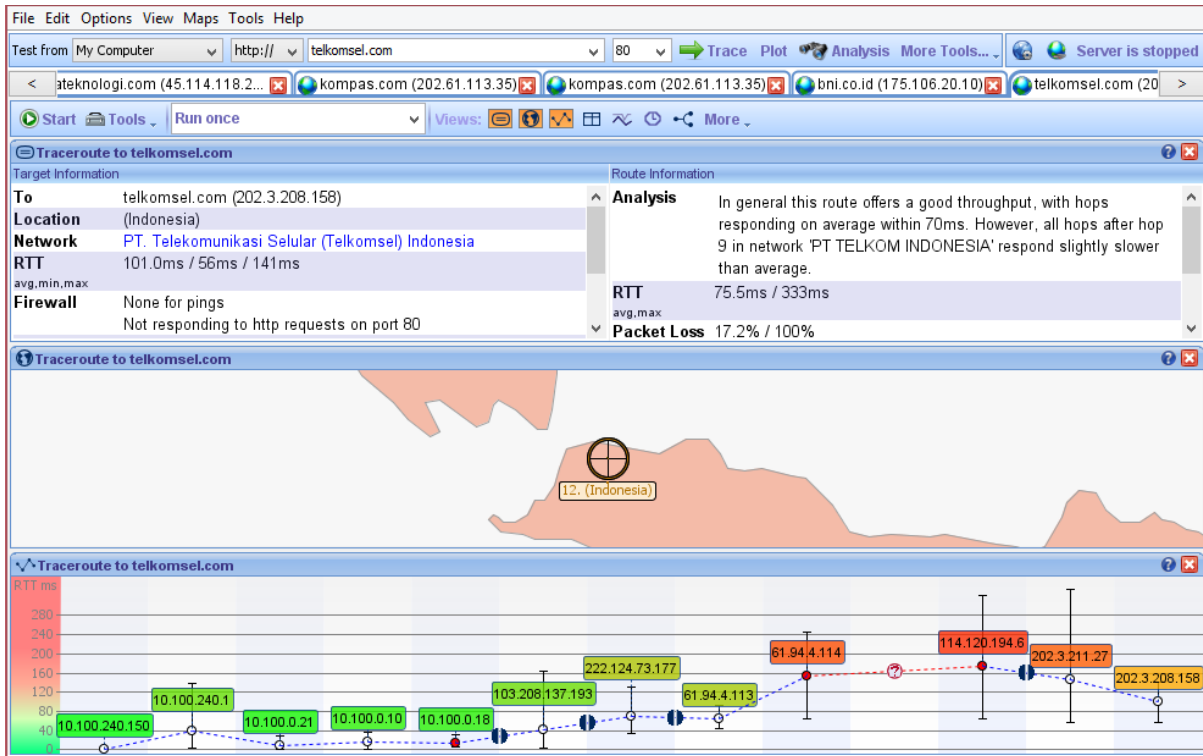 File Edit Options View Maps Tools Help
Test from My Computer http:// telkomsel.com 80 Trace Plot Analysis More Tools... Server is stopped
< ateknologi.com (45.114.118.2... kompas.com (202.61.113.35) kompas.com (202.61.113.35) bni.co.id (175.106.20.10) telkomsel.com (20 >
Start Tools Run once Views: More
Traceroute to telkomsel.com
Target Information
To telkomsel.com (202.3.208.158)
Location (Indonesia)
Network PT. Telekomunikasi Selular (Telkomsel) Indonesia
RTT 101.0ms / 56ms / 141ms
avg,min,max
Firewall None for pings
Not responding to http requests on port 80
Route Information
Analysis In general this route offers a good throughput, with hops
responding on average within 70ms. However, all hops after hop
9 in network 'PT TELKOM INDONESIA' respond slightly slower
than average.
RTT 75.5ms / 333ms
avg,max
Packet Loss 17.2% / 100%
Traceroute to telkomsel.com
12. (Indonesia)
Traceroute to telkomsel.com
RTT ms
280
240
200
160
120
80
40
0
10.100.240.150
10.100.240.1
10.100.0.21
10.100.0.10
10.100.0.18
103.208.137.193
222.124.73.177
61.94.4.113
61.94.4.114
?
114.120.194.6
202.3.211.27
202.3.208.158